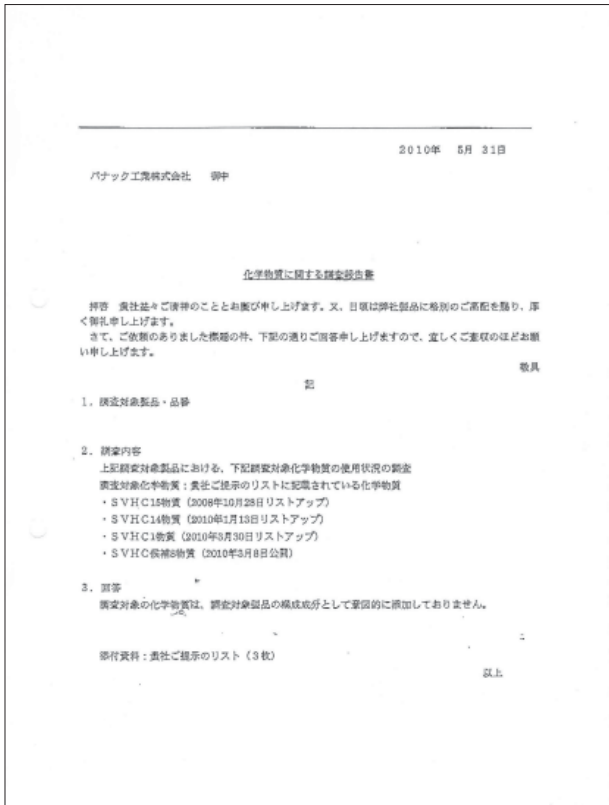 2010年 5月 31日
パナック工業株式会社 御中
化学物質に関する調査報告書
拝啓 貴社益々ご清祥のこととお慶び申し上げます。又、日頃は弊社製品に格別のご高配を賜り、厚
く御礼申し上げます。
さて、ご依頼のありました標題の件、下記の通りご回答申し上げますので、宜しくご査収のほどお願
い申し上げます。
敬具
記
1. 調査対象製品・品番
2. 調査内容
上記調査対象製品における、下記調査対象化学物質の使用状況の調査
調査対象化学物質：貴社ご提示のリストに記載されている化学物質
・SVHC15物質（2008年10月28日リストアップ）
・SVHC14物質（2010年1月13日リストアップ）
・SVHC1物質（2010年3月30日リストアップ）
・SVHC候補8物質（2010年3月8日公開）
3. 回答
調査対象の化学物質は、調査対象製品の構成成分として意図的に添加しておりません。
添付資料：貴社ご提示のリスト（3枚）
以上